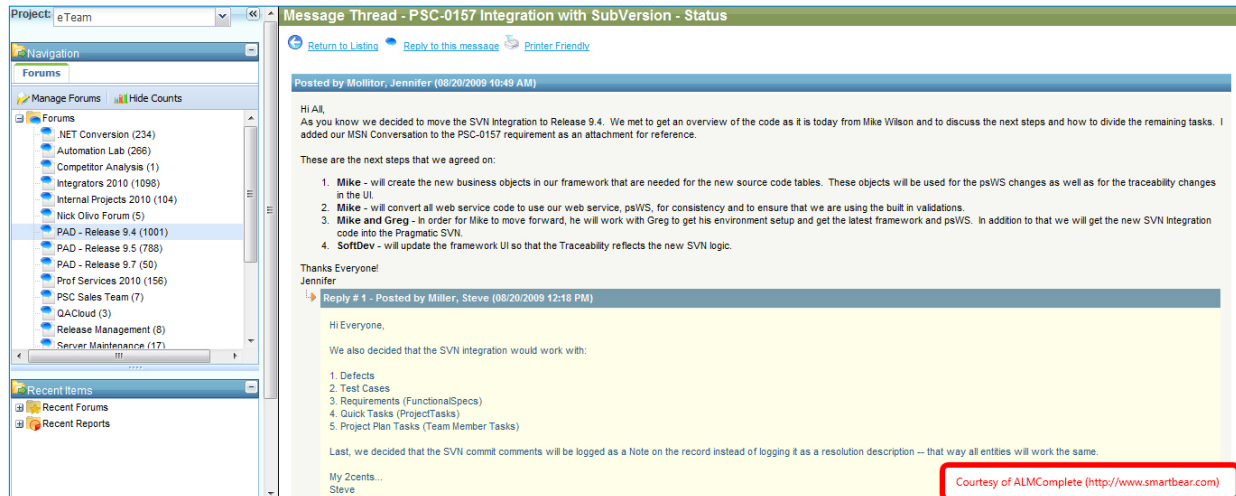 Project: eTeam
Navigation
Forums
Manage Forums Hide Counts
Forums
.NET Conversion (234)
Automation Lab (266)
Competitor Analysis (1)
Integrators 2010 (1098)
Internal Projects 2010 (104)
Nick Olivo Forum (5)
PAD - Release 9.4 (1001)
PAD - Release 9.5 (788)
PAD - Release 9.7 (50)
Prof Services 2010 (156)
PSC Sales Team (7)
QACloud (3)
Release Management (8)
Server Maintenance (17)
Recent Items
Recent Forums
Recent Reports
Message Thread - PSC-0157 Integration with SubVersion - Status
Return to Listing Reply to this message Printer Friendly
Posted by Mollitor, Jennifer (08/20/2009 10:49 AM)
Hi All,
As you know we decided to move the SVN Integration to Release 9.4. We met to get an overview of the code as it is today from Mike Wilson and to discuss the next steps and how to divide the remaining tasks. I
added our MSN Conversation to the PSC-0157 requirement as an attachment for reference.
These are the next steps that we agreed on:
1. Mike - will create the new business objects in our framework that are needed for the new source code tables. These objects will be used for the psWS changes as well as for the traceability changes
in the UI.
2. Mike - will convert all web service code to use our web service, psWS, for consistency and to ensure that we are using the built in validations.
3. Mike and Greg - In order for Mike to move forward, he will work with Greg to get his environment setup and get the latest framework and psWS. In addition to that we will get the new SVN Integration
code into the Pragmatic SVN.
4. SoftDev - will update the framework UI so that the Traceability reflects the new SVN logic.
Thanks Everyone!
Jennifer
Reply # 1 - Posted by Miller, Steve (08/20/2009 12:18 PM)
Hi Everyone,
We also decided that the SVN integration would work with:
1. Defects
2. Test Cases
3. Requirements (FunctionalSpecs)
4. Quick Tasks (ProjectTasks)
5. Project Plan Tasks (Team Member Tasks)
Last, we decided that the SVN commit comments will be logged as a Note on the record instead of logging it as a resolution description -- that way all entities will work the same.
My 2cents...
Steve
Courtesy of ALMComplete (http://www.smartbear.com)